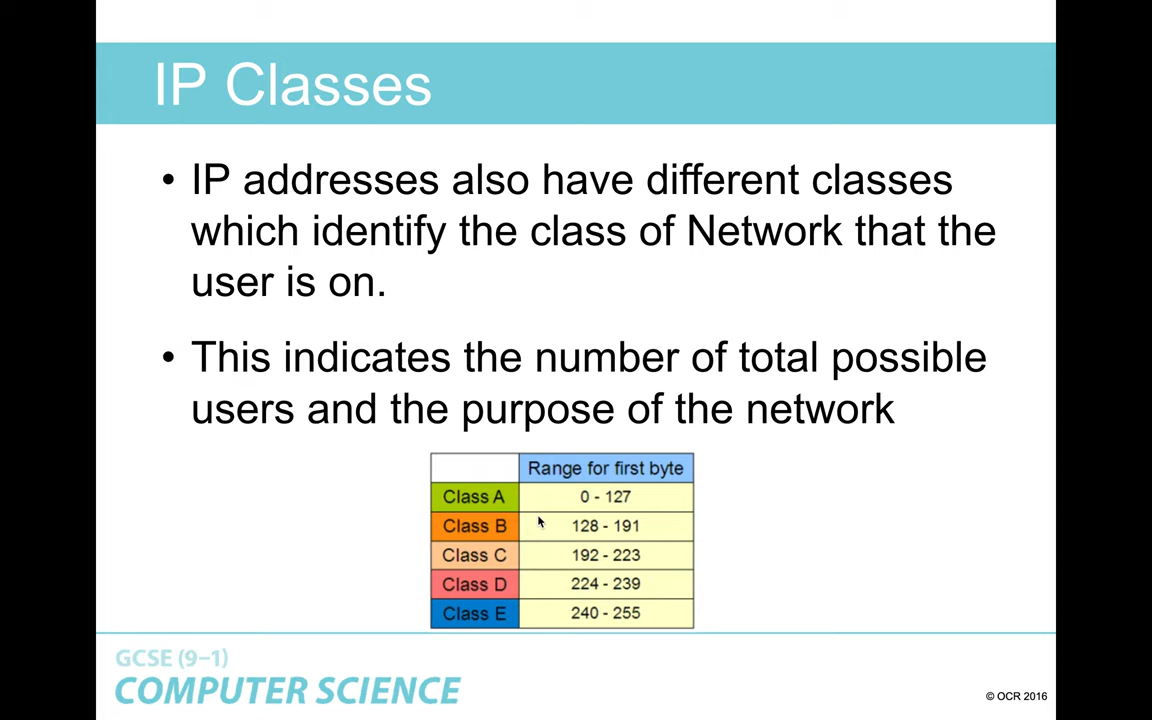 IP Classes
• IP addresses also have different classes
which identify the class of Network that the
user is on.
• This indicates the number of total possible
users and the purpose of the network
Range for first byte
Class A 0 - 127
Class B 128 - 191
Class C 192 - 223
Class D 224 - 239
Class E 240 - 255
GCSE (9–1)
COMPUTER SCIENCE
© OCR 2016